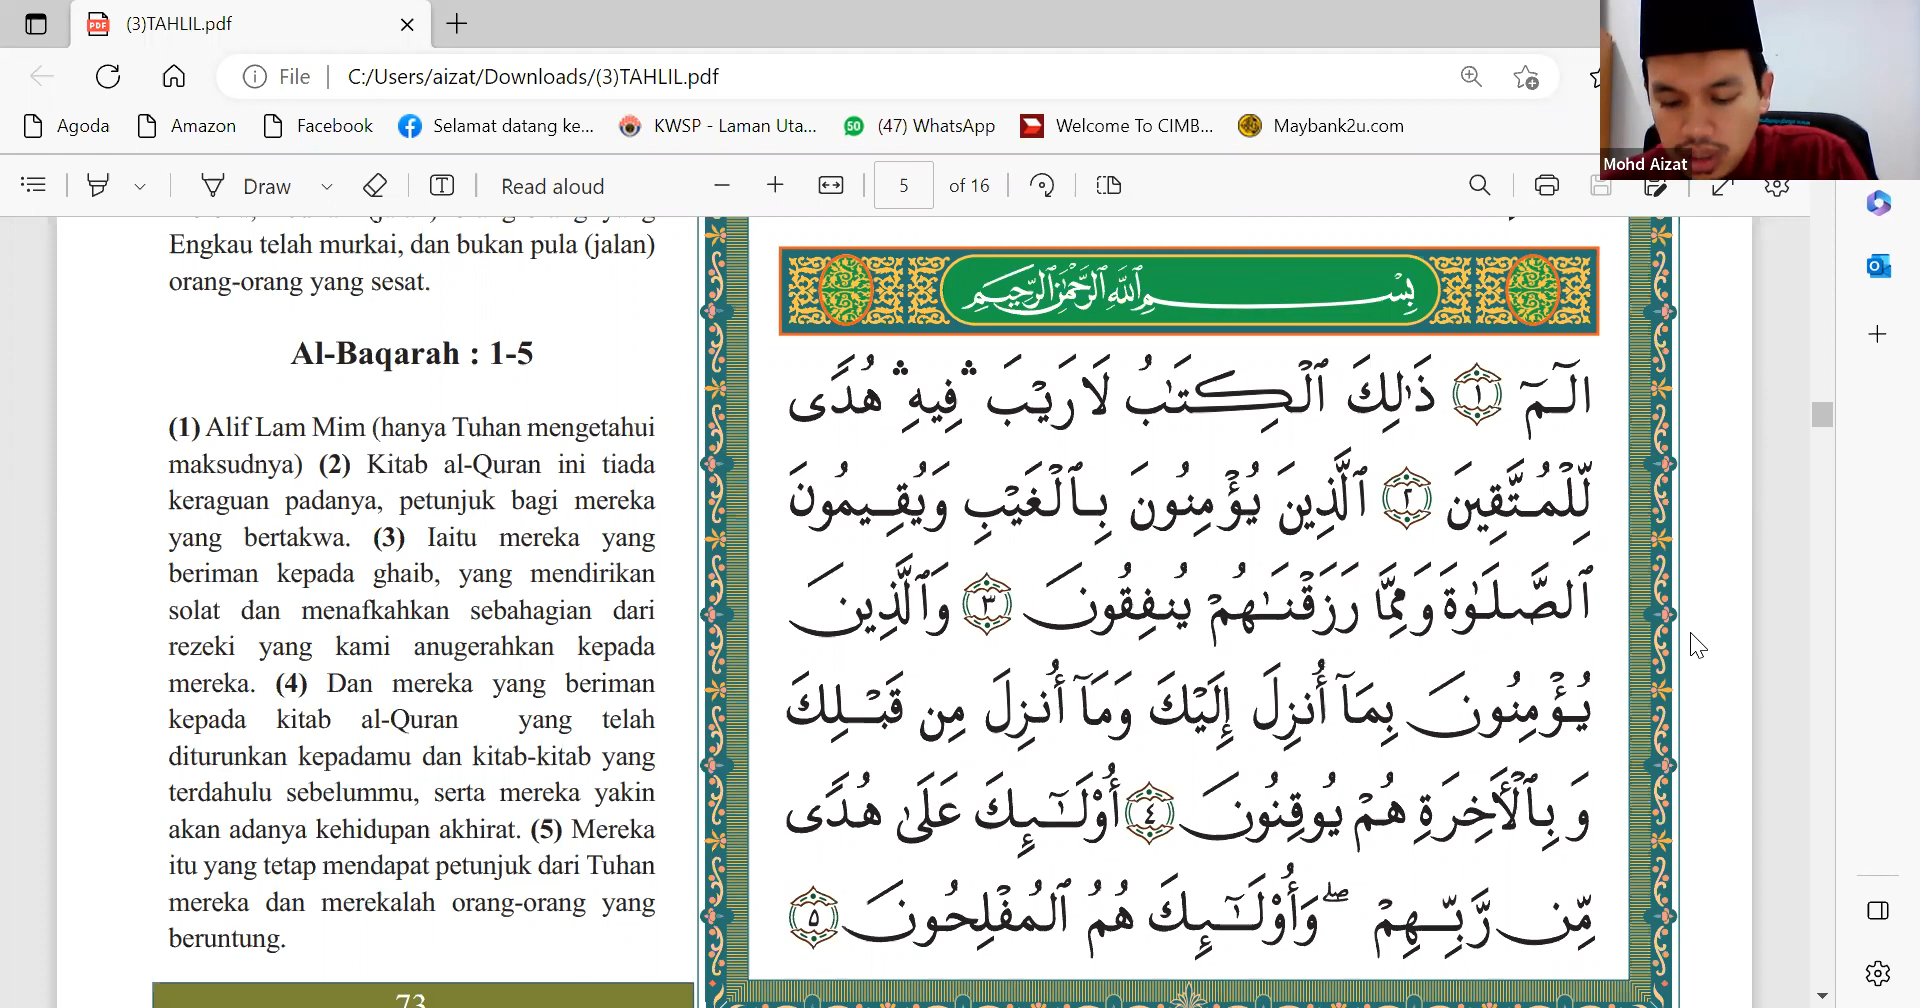 (3)TAHLIL.pdf
File
C:/Users/aizat/Downloads/(3)TAHLIL.pdf
Agoda
Amazon
Facebook
Selamat datang ke...
KWSP - Laman Uta...
50
(47) WhatsApp
Welcome To CIMB...
Maybank2u.com
Mohd Aizat
Draw
Read aloud
5
of 16
Engkau telah murkai, dan bukan pula (jalan)
orang-orang yang sesat.
Al-Baqarah : 1-5
(1) Alif Lam Mim (hanya Tuhan mengetahui
maksudnya) (2) Kitab al-Quran ini tiada
keraguan padanya, petunjuk bagi mereka
yang bertakwa. (3) Iaitu mereka yang
beriman kepada ghaib, yang mendirikan
solat dan menafkahkan sebahagian dari
rezeki yang kami anugerahkan kepada
mereka. (4) Dan mereka yang beriman
kepada kitab al-Quran yang telah
diturunkan kepadamu dan kitab-kitab yang
terdahulu sebelummu, serta mereka yakin
akan adanya kehidupan akhirat. (5) Mereka
itu yang tetap mendapat petunjuk dari Tuhan
mereka dan merekalah orang-orang yang
beruntung.
73
بِسْمِ ٱللَّهِ ٱلرَّحْمَٰنِ ٱلرَّحِيمِ
الٓمٓ ١ ذَٰلِكَ ٱلْكِتَٰبُ لَا رَيْبَ ۛ فِيهِ ۛ هُدًى
لِّلْمُتَّقِينَ ٢ ٱلَّذِينَ يُؤْمِنُونَ بِٱلْغَيْبِ وَيُقِيمُونَ
ٱلصَّلَوٰةَ وَمِمَّا رَزَقْنَٰهُمْ يُنفِقُونَ ٣ وَٱلَّذِينَ
يُؤْمِنُونَ بِمَآ أُنزِلَ إِلَيْكَ وَمَآ أُنزِلَ مِن قَبْلِكَ
وَبِٱلْأَخِرَةِ هُمْ يُوقِنُونَ ٤ أُوْلَٰٓئِكَ عَلَىٰ هُدًى
مِّن رَّبِّهِمْ ۖ وَأُوْلَٰٓئِكَ هُمُ ٱلْمُفْلِحُونَ ٥